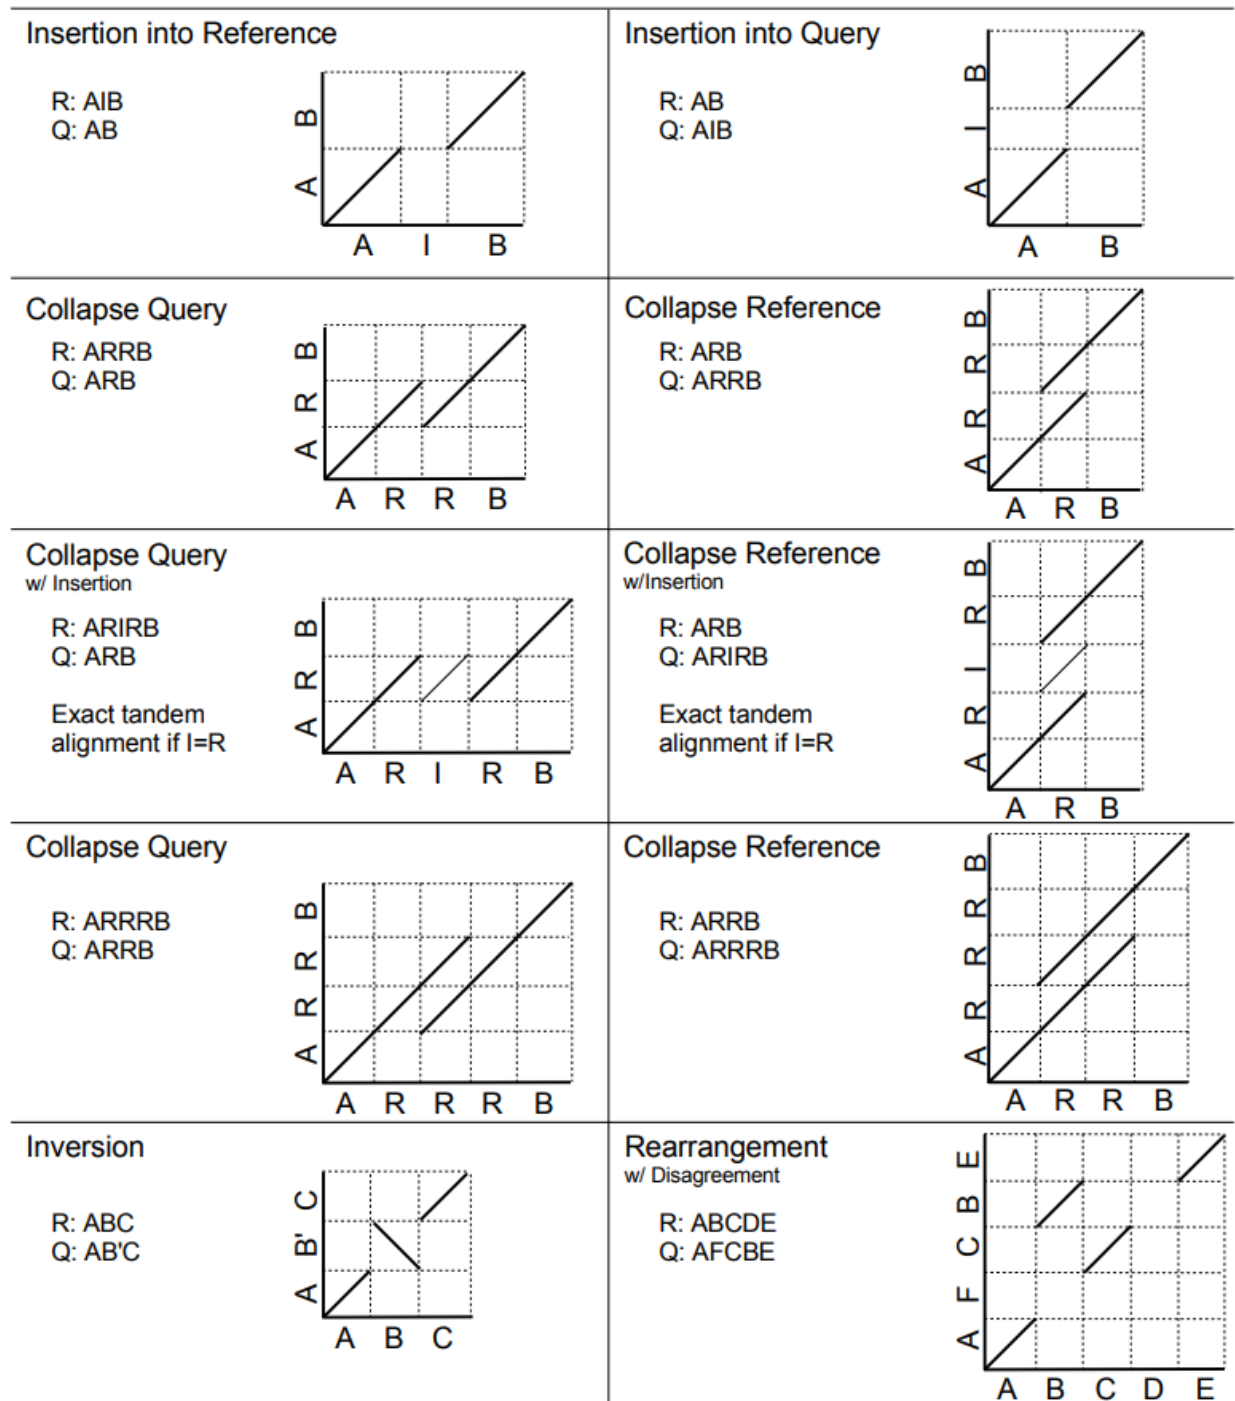 Insertion into Reference
R: AIB
Q: AB
B
A
A I B
Insertion into Query
R: AB
Q: AIB
B
I
A
A B
Collapse Query
R: ARRB
Q: ARB
B
R
A
A R R B
Collapse Reference
R: ARB
Q: ARRB
B
R
R
A
A R B
Collapse Query
w/ Insertion
R: ARIRB
Q: ARB
Exact tandem
alignment if I=R
B
R
A
A R I R B
Collapse Reference
w/Insertion
R: ARB
Q: ARIRB
Exact tandem
alignment if I=R
B
R
I
R
A
A R B
Collapse Query
R: ARRRB
Q: ARRB
B
R
R
A
A R R R B
Collapse Reference
R: ARRB
Q: ARRRB
B
R
R
R
A
A R R B
Inversion
R: ABC
Q: AB'C
C
B'
A
A B C
Rearrangement
w/ Disagreement
R: ABCDE
Q: AFCBE
E
B
C
F
A
A B C D E